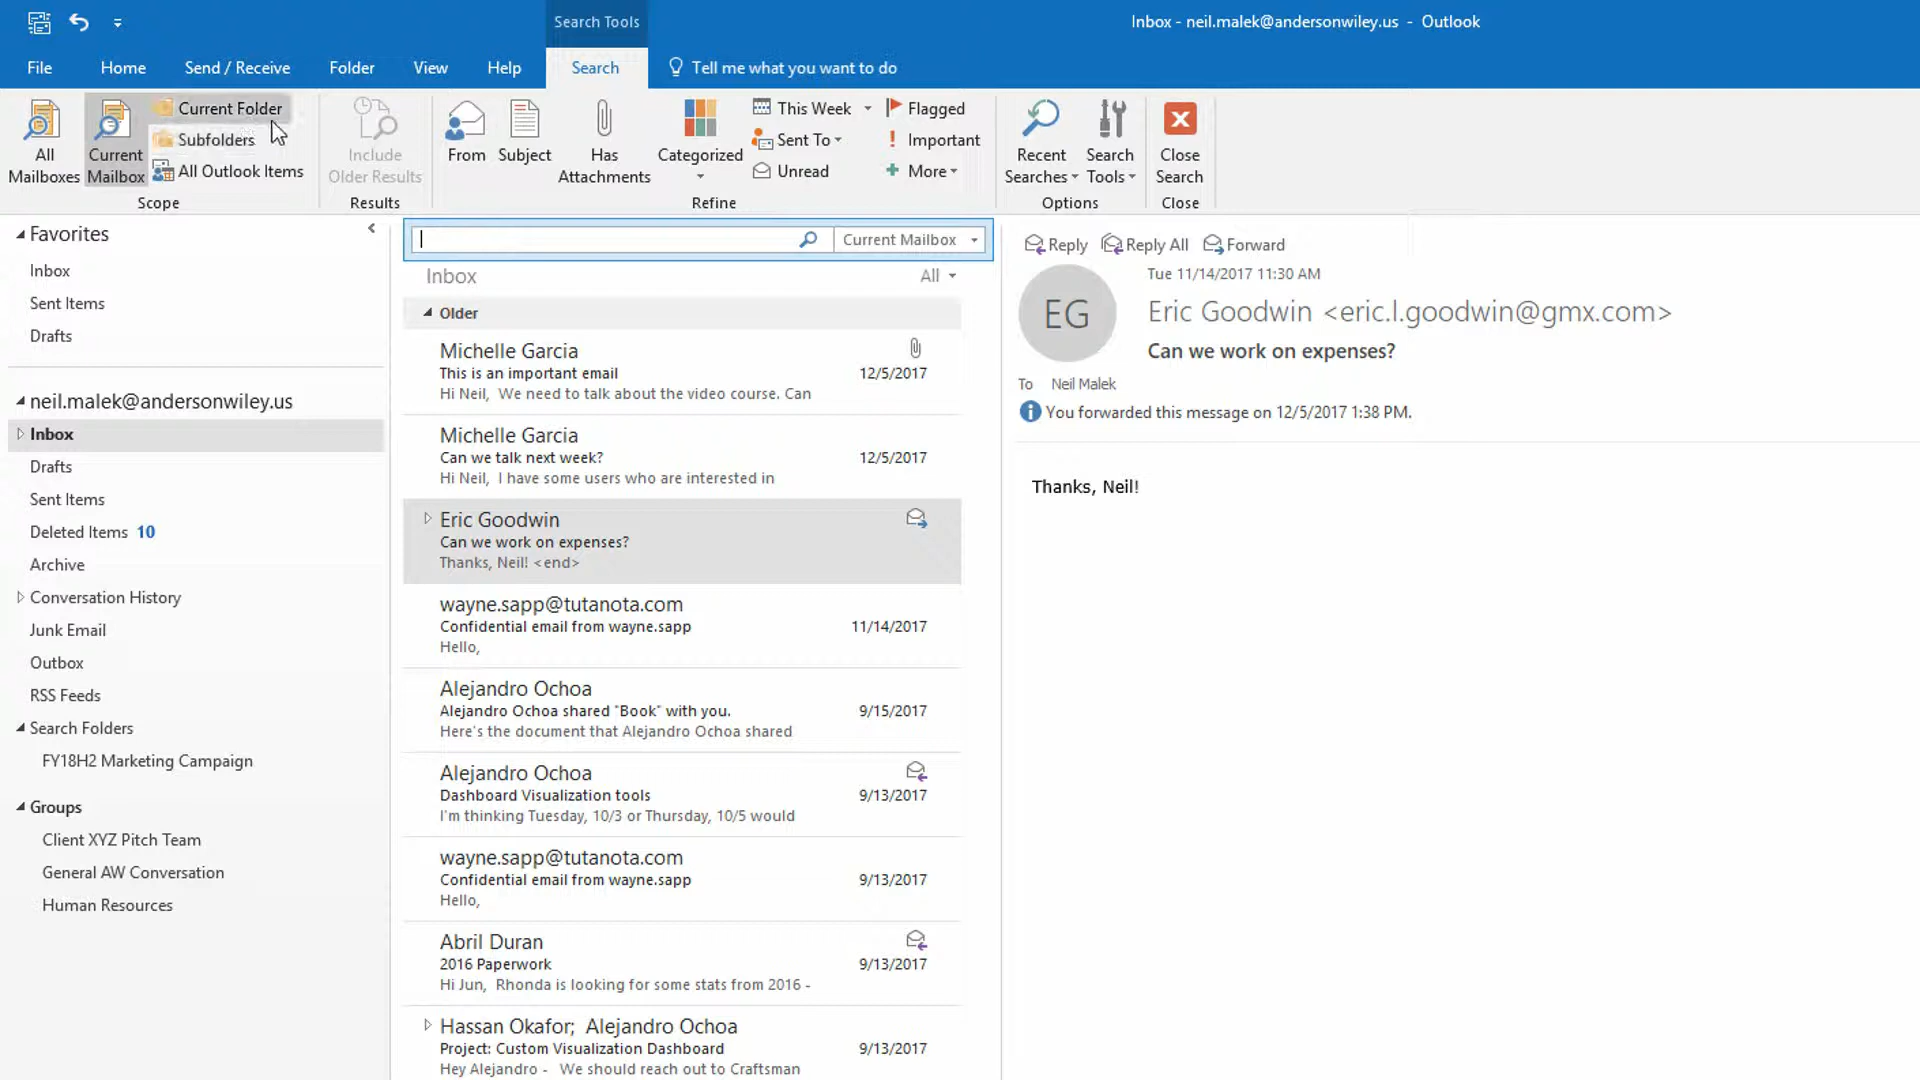 Search Tools
Inbox - neil.malek@andersonwiley.us - Outlook
File Home Send / Receive Folder View Help Search Tell me what you want to do
All Mailboxes
Current Mailbox
Current Folder
Subfolders
All Outlook Items
Scope
Include Older Results
Results
From
Subject
Has Attachments
Categorized
This Week
Sent To
Unread
Flagged
Important
More
Refine
Recent Searches
Search Tools
Options
Close Search
Close
Favorites
Inbox
Sent Items
Drafts
neil.malek@andersonwiley.us
Inbox
Drafts
Sent Items
Deleted Items 10
Archive
Conversation History
Junk Email
Outbox
RSS Feeds
Search Folders
FY18H2 Marketing Campaign
Groups
Client XYZ Pitch Team
General AW Conversation
Human Resources
Current Mailbox
Inbox All
Older
Michelle Garcia
This is an important email 12/5/2017
Hi Neil, We need to talk about the video course. Can
Michelle Garcia
Can we talk next week? 12/5/2017
Hi Neil, I have some users who are interested in
Eric Goodwin
Can we work on expenses?
Thanks, Neil! <end>
wayne.sapp@tutanota.com
Confidential email from wayne.sapp 11/14/2017
Hello,
Alejandro Ochoa
Alejandro Ochoa shared "Book" with you. 9/15/2017
Here's the document that Alejandro Ochoa shared
Alejandro Ochoa
Dashboard Visualization tools 9/13/2017
I'm thinking Tuesday, 10/3 or Thursday, 10/5 would
wayne.sapp@tutanota.com
Confidential email from wayne.sapp 9/13/2017
Hello,
Abril Duran
2016 Paperwork 9/13/2017
Hi Jun, Rhonda is looking for some stats from 2016 -
Hassan Okafor; Alejandro Ochoa
Project: Custom Visualization Dashboard 9/13/2017
Hey Alejandro - We should reach out to Craftsman
Reply Reply All Forward
Tue 11/14/2017 11:30 AM
EG
Eric Goodwin <eric.l.goodwin@gmx.com>
Can we work on expenses?
To Neil Malek
You forwarded this message on 12/5/2017 1:38 PM.
Thanks, Neil!